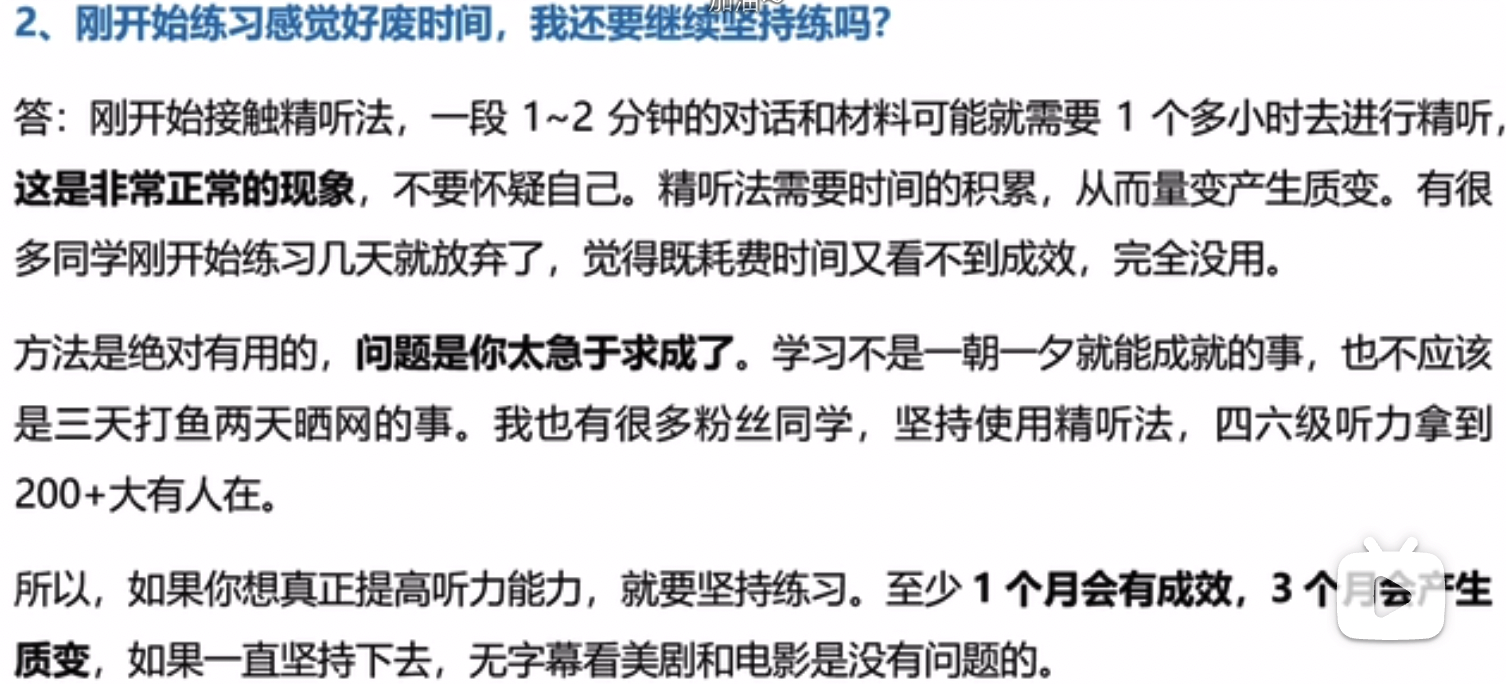 加油～
2、刚开始练习感觉好废时间，我还要继续坚持练吗？
答：刚开始接触精听法，一段 1~2 分钟的对话和材料可能就需要 1 个多小时去进行精听，
这是非常正常的现象，不要怀疑自己。精听法需要时间的积累，从而量变产生质变。有很
多同学刚开始练习几天就放弃了，觉得既耗费时间又看不到成效，完全没用。
方法是绝对有用的，问题是你太急于求成了。学习不是一朝一夕就能成就的事，也不应该
是三天打鱼两天晒网的事。我也有很多粉丝同学，坚持使用精听法，四六级听力拿到
200+大有人在。
所以，如果你想真正提高听力能力，就要坚持练习。至少 1 个月会有成效，3 个月会产生
质变，如果一直坚持下去，无字幕看美剧和电影是没有问题的。